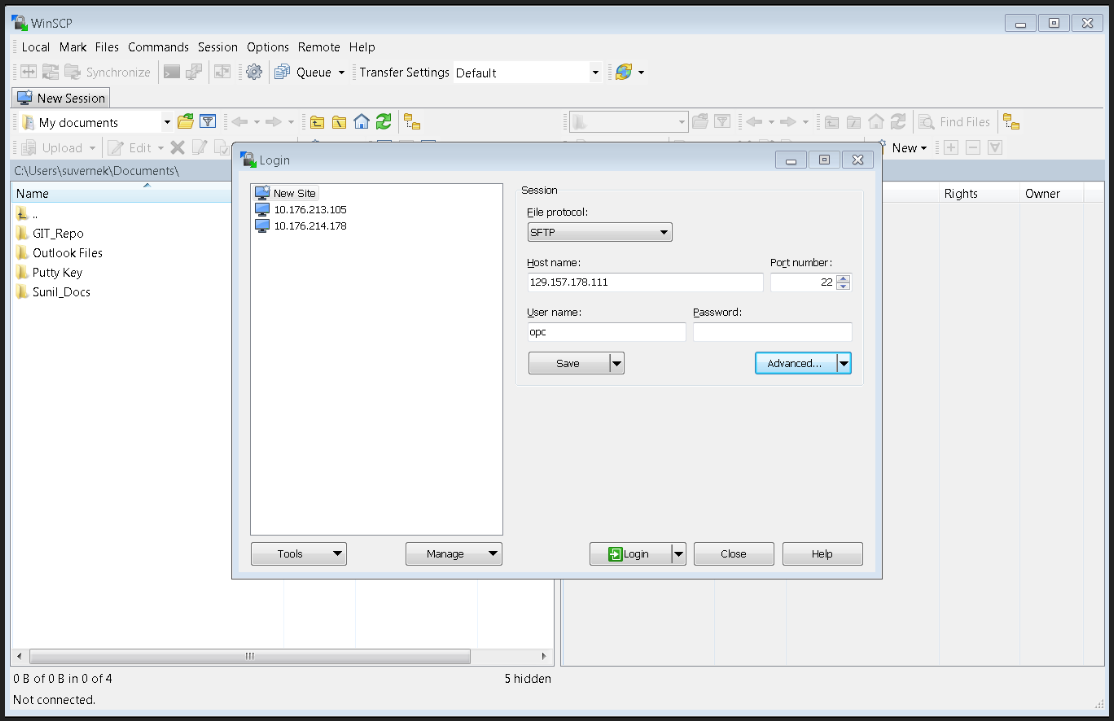 WinSCP
Local Mark Files Commands Session Options Remote Help
Synchronize Queue Transfer Settings Default
New Session
My documents Find Files
Upload Edit New
C:\Users\suvernek\Documents\
Name Rights Owner
..
GIT_Repo
Outlook Files
Putty Key
Sunil_Docs
Login
New Site
10.176.213.105
10.176.214.178
Session
File protocol:
SFTP
Host name: Port number:
129.157.178.111 22
User name: Password:
opc
Save Advanced...
Tools Manage Login Close Help
0 B of 0 B in 0 of 4 5 hidden
Not connected.